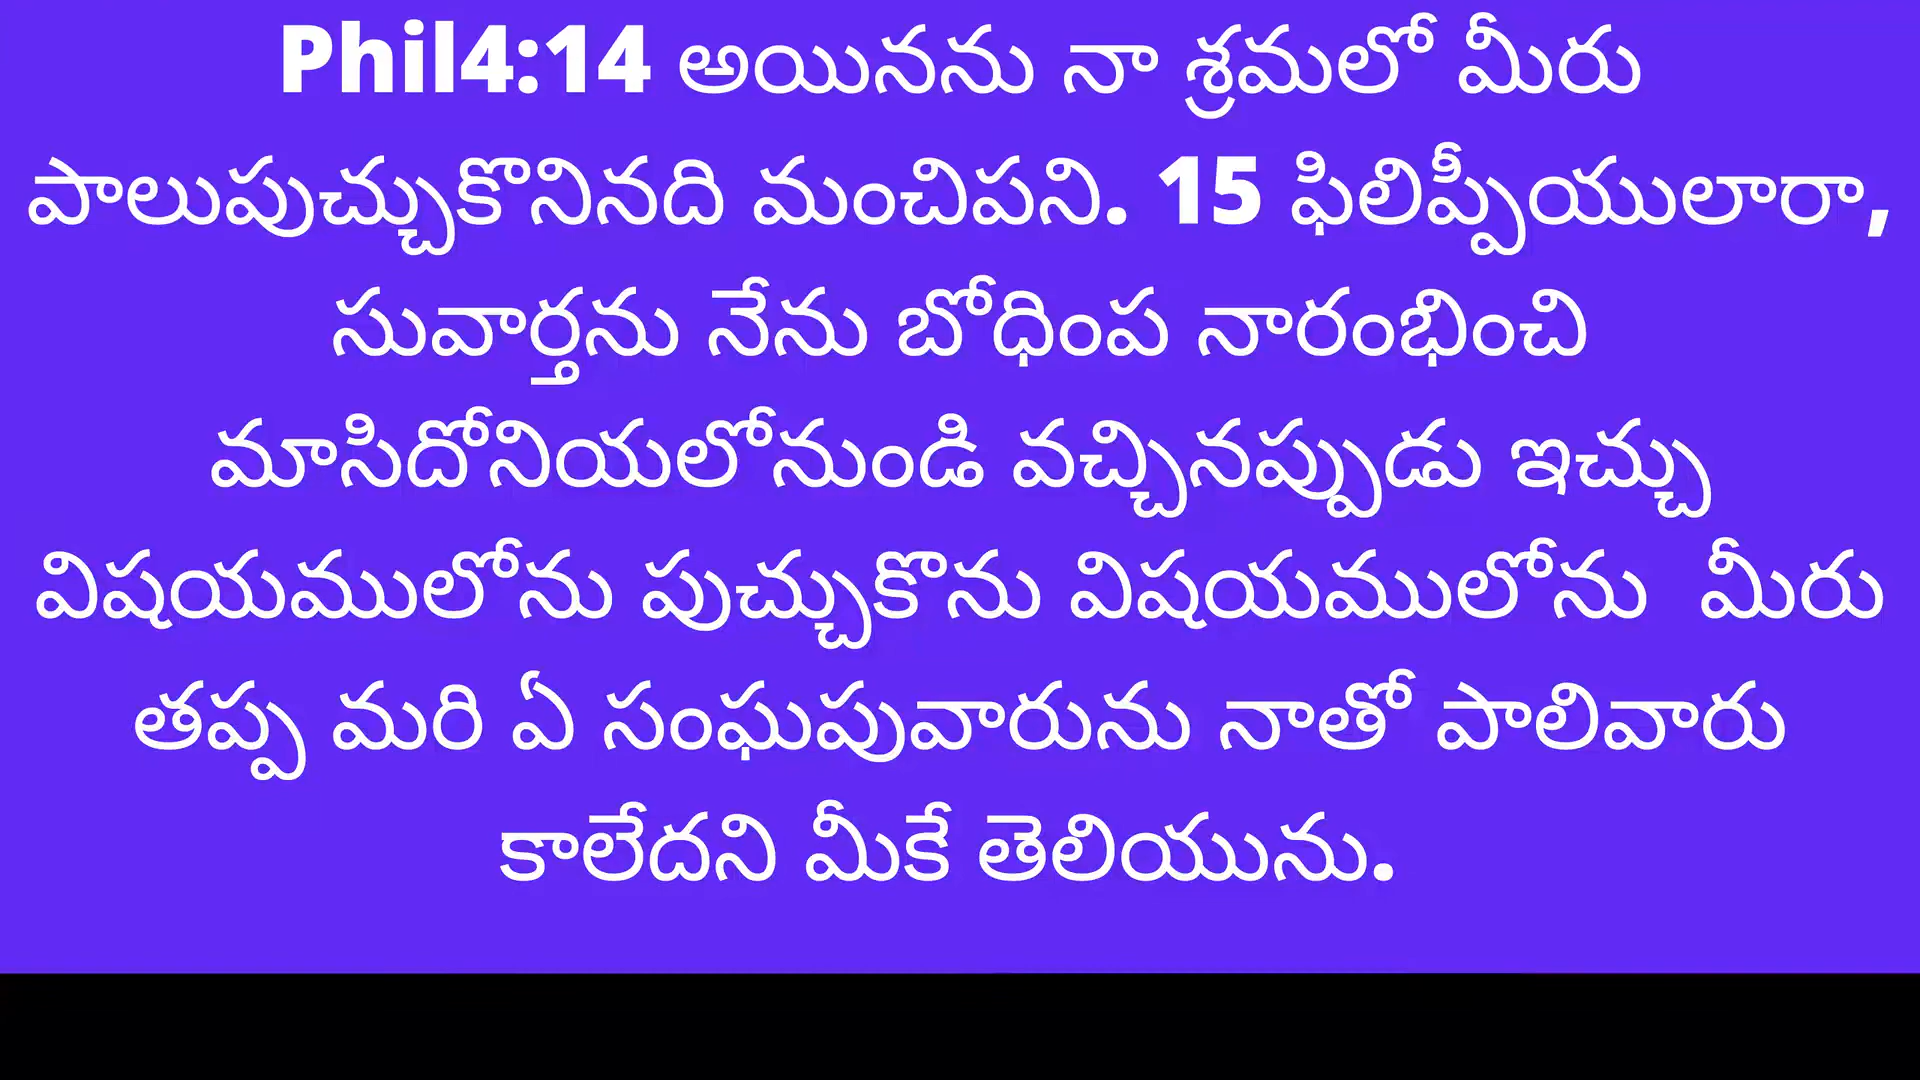 Phil4:14 అయినను నా శ్రమలో మీరు
పాలుపుచ్చుకొనినది మంచిపని. 15 ఫిలిప్పీయులారా,
సువార్తను నేను బోధింప నారంభించి
మాసిదోనియలోనుండి వచ్చినప్పుడు ఇచ్చు
విషయములోను పుచ్చుకొను విషయములోను మీరు
తప్ప మరి ఏ సంఘపువారును నాతో పాలివారు
కాలేదని మీకే తెలియును.